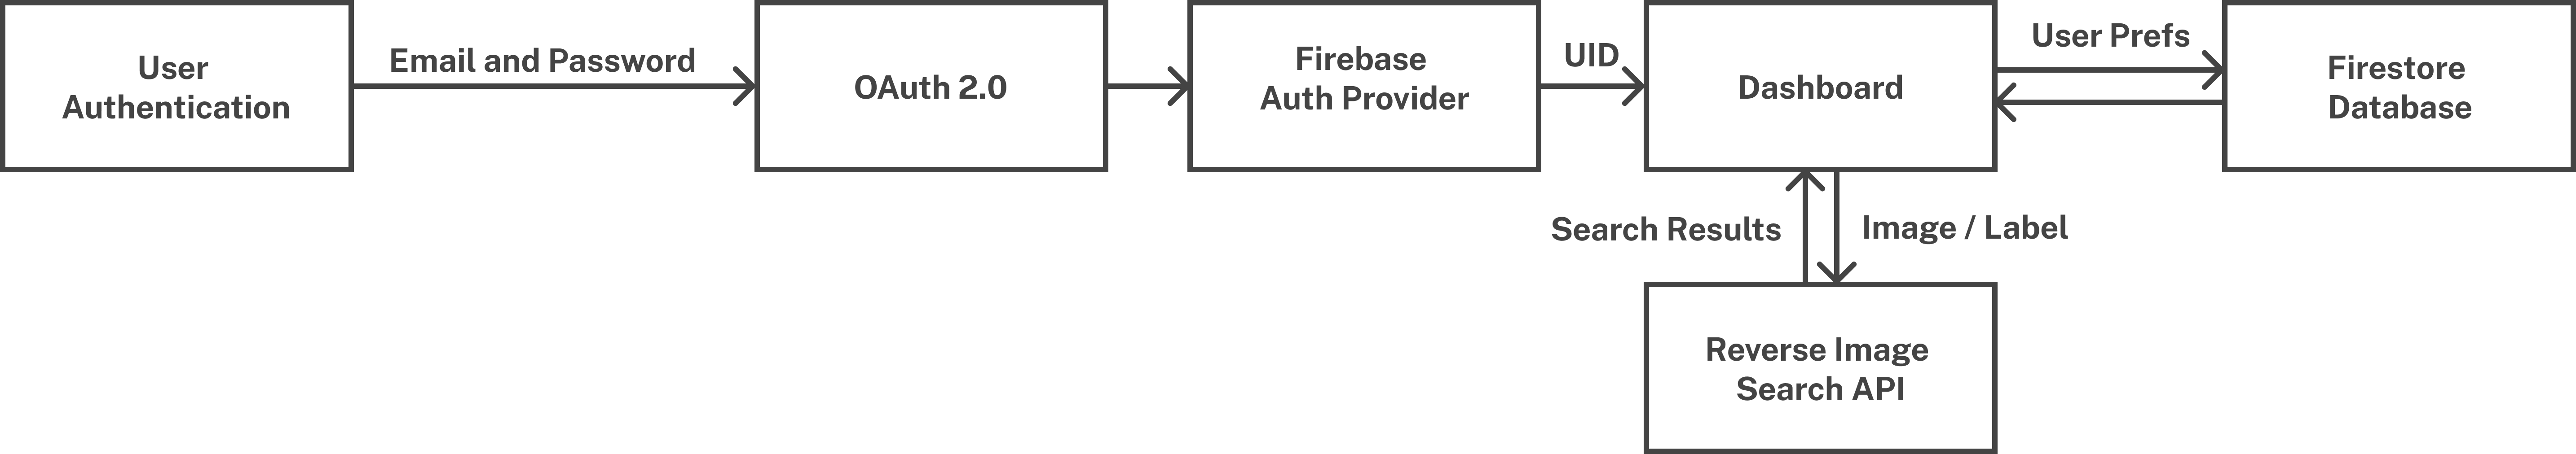 User
Authentication
Email and Password
OAuth 2.0
Firebase
Auth Provider
UID
Dashboard
User Prefs
Firestore
Database
Search Results
Image / Label
Reverse Image
Search API